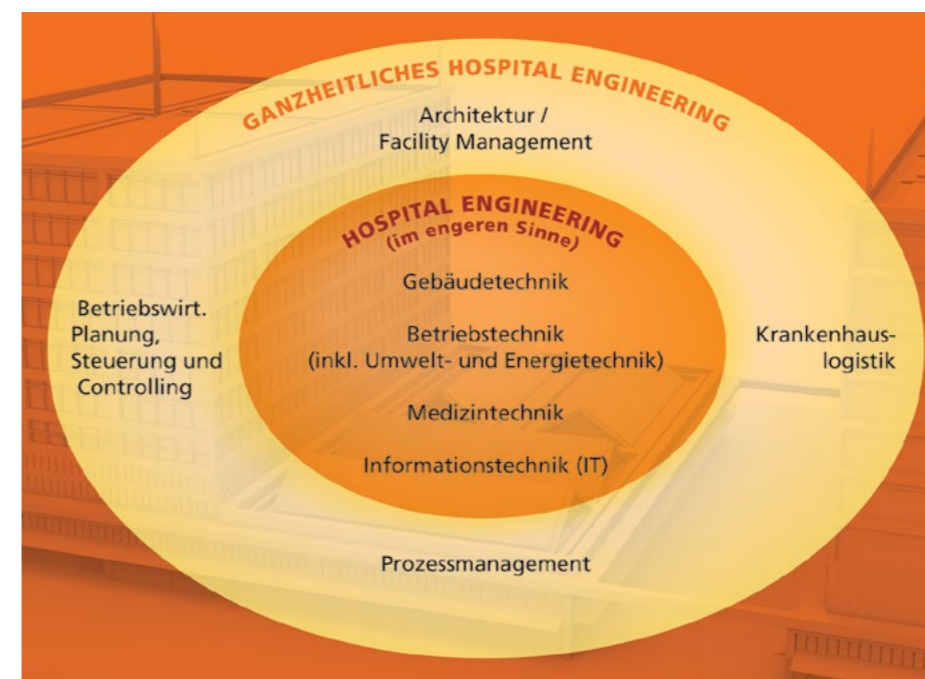 GANZHEITLICHES HOSPITAL ENGINEERING
Architektur /
Facility Management
HOSPITAL ENGINEERING
(im engeren Sinne)
Gebäudetechnik
Betriebstechnik
(inkl. Umwelt- und Energietechnik)
Medizintechnik
Informationstechnik (IT)
Betriebswirt.
Planung,
Steuerung und
Controlling
Krankenhaus-
logistik
Prozessmanagement